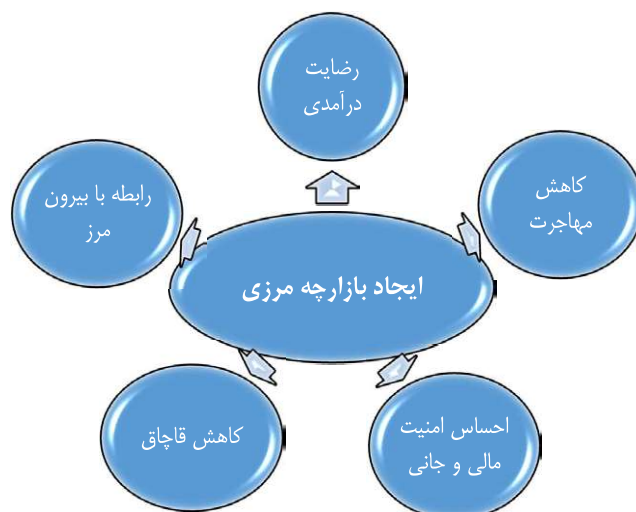 رضایت
درآمدی
کاهش
مهاجرت
رابطه با بیرون
مرز
ایجاد بازارچه مرزی
احساس امنیت
مالی و جانی
کاهش قاچاق